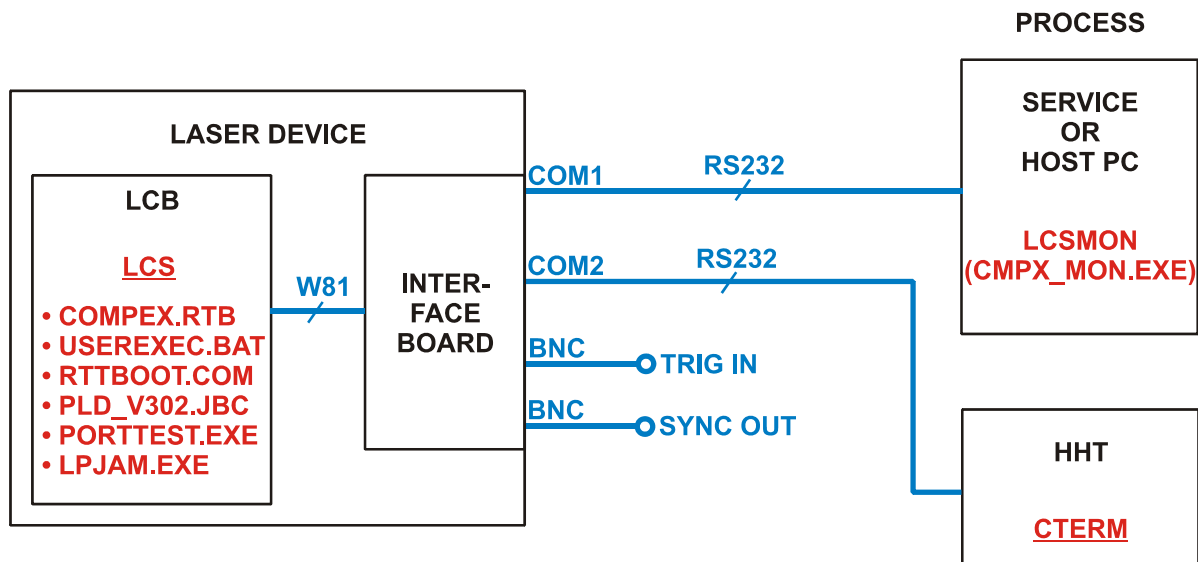 PROCESS
SERVICE
OR
HOST PC
LCSMON
(CMPX_MON.EXE)
LASER DEVICE
LCB
LCS
• COMPEX.RTB
• USEREXEC.BAT
• RTTBOOT.COM
• PLD_V302.JBC
• PORTTEST.EXE
• LPJAM.EXE
W81
INTER-
FACE
BOARD
COM1
RS232
COM2
RS232
BNC
TRIG IN
BNC
SYNC OUT
HHT
CTERM